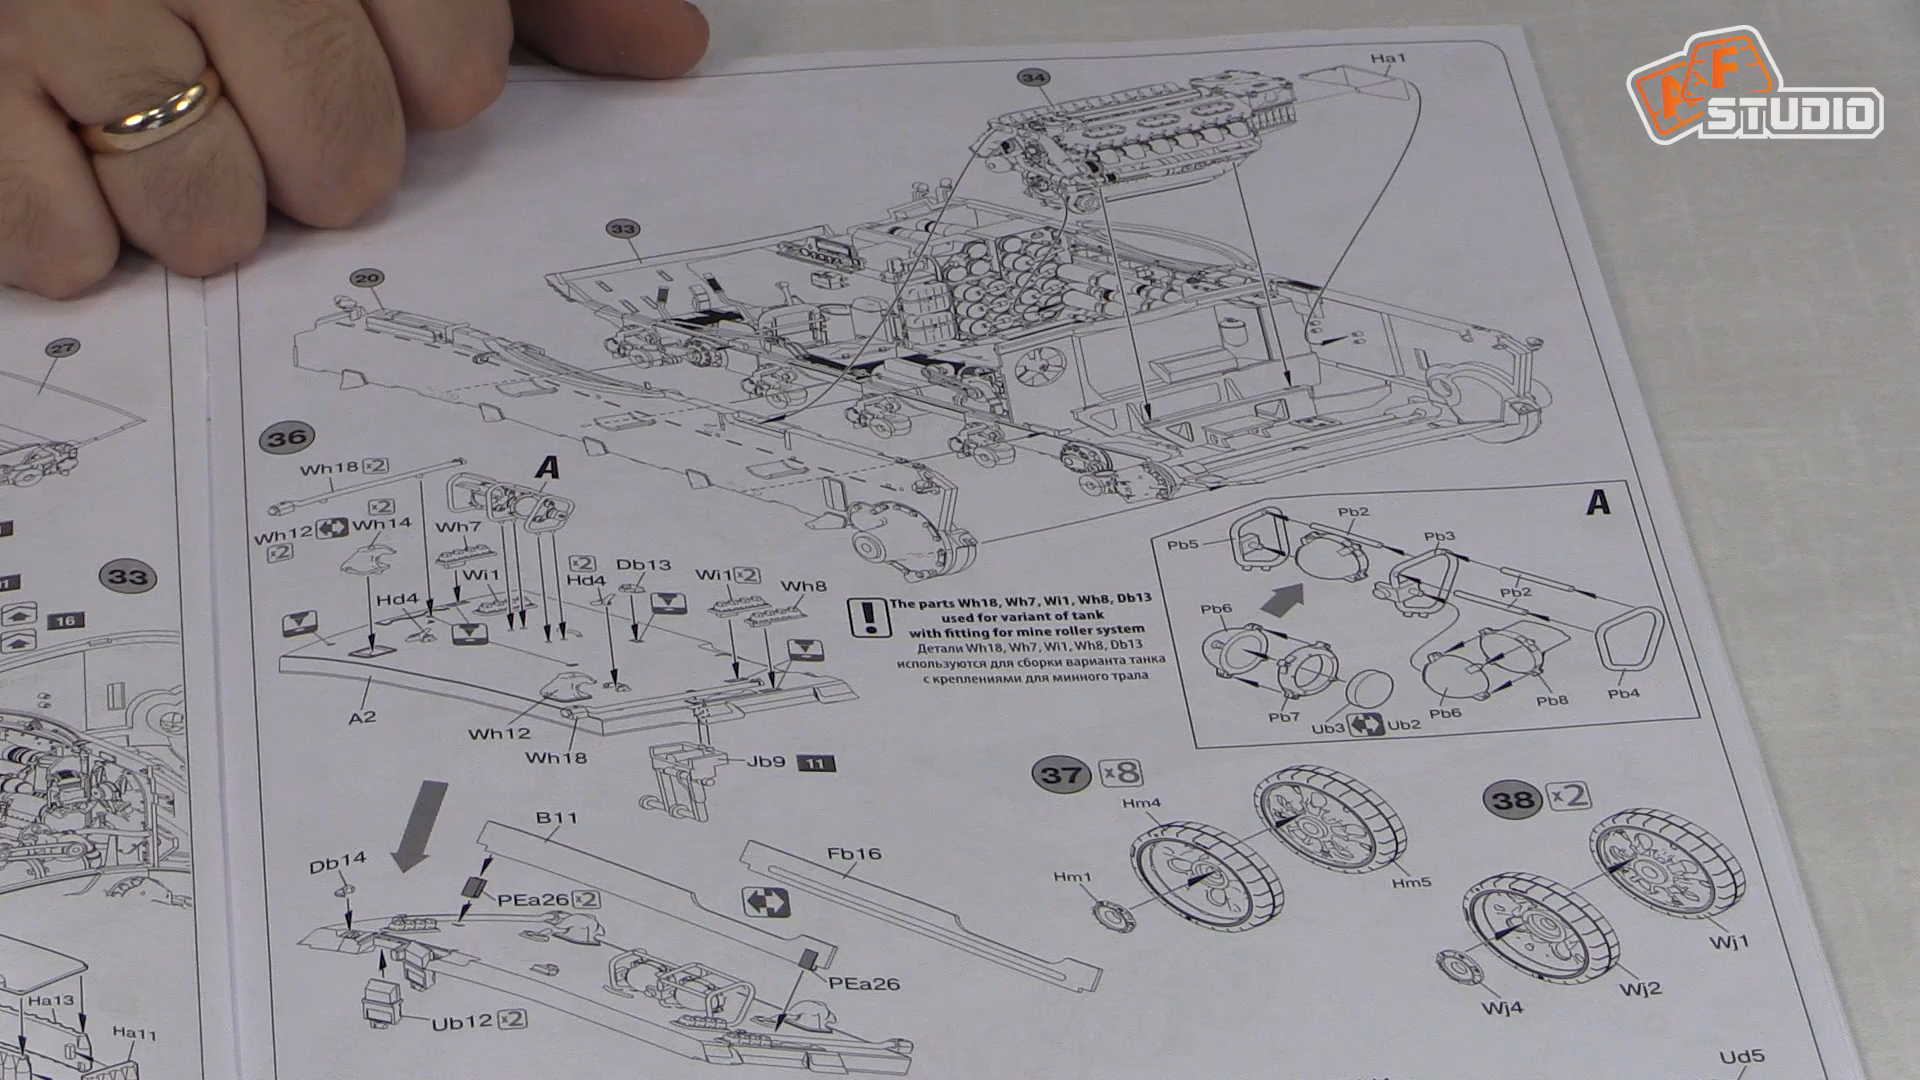 AF
STUDIO
34
Ha1
33
20
27
36
Wh18 x2
A
x2
Wh12
Wh14
x2
Wh7
Wi1
x2
Hd4
Db13
Wi1 x2
Wh8
Hd4
A2
Wh12
Wh18
Jb9 11
! The parts Wh18, Wh7, Wi1, Wh8, Db13
used for variant of tank
with fitting for mine roller system
Детали Wh18, Wh7, Wi1, Wh8, Db13
используются для сборки варианта танка
с креплениями для минного трала
A
Pb5
Pb2
Pb3
Pb2
Pb6
Pb7
Ub3
Ub2
Pb6
Pb8
Pb4
33
16
Db14
B11
PEa26 x2
Fb16
PEa26
Ub12 x2
37 x8
Hm4
Hm1
Hm5
38 x2
Wj1
Wj2
Wj4
Ha13
Ha11
Ud5